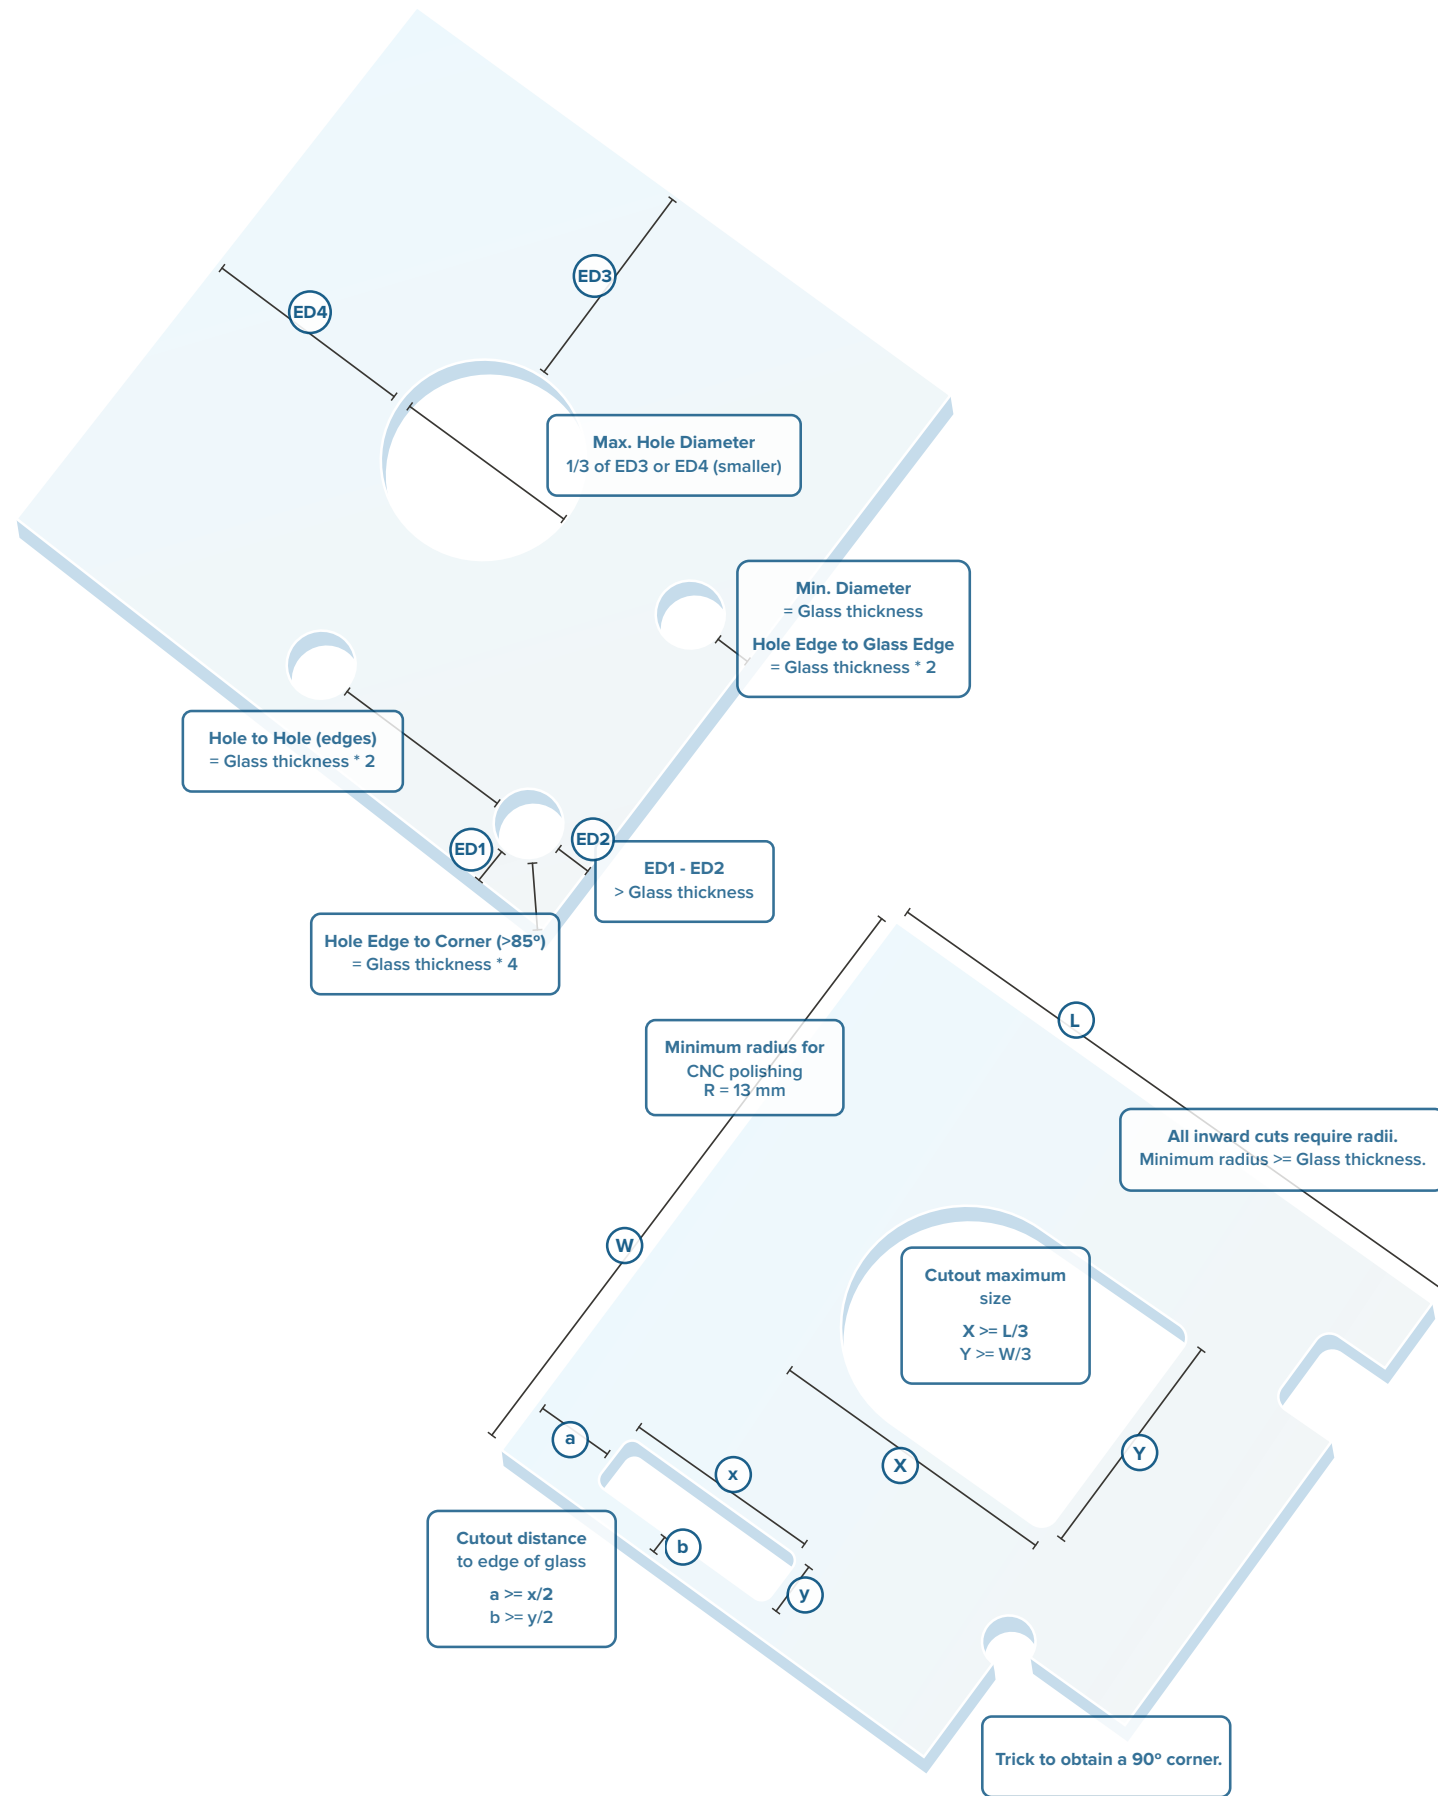 ED3
ED4
Max. Hole Diameter
1/3 of ED3 or ED4 (smaller)
Min. Diameter
= Glass thickness
Hole Edge to Glass Edge
= Glass thickness * 2
Hole to Hole (edges)
= Glass thickness * 2
ED1
ED2
ED1 - ED2
> Glass thickness
Hole Edge to Corner (>85º)
= Glass thickness * 4
L
Minimum radius for
CNC polishing
R = 13 mm
All inward cuts require radii.
Minimum radius >= Glass thickness.
W
Cutout maximum
size
X >= L/3
Y >= W/3
a
x
X
Y
Cutout distance
to edge of glass
a >= x/2
b >= y/2
b
y
Trick to obtain a 90º corner.